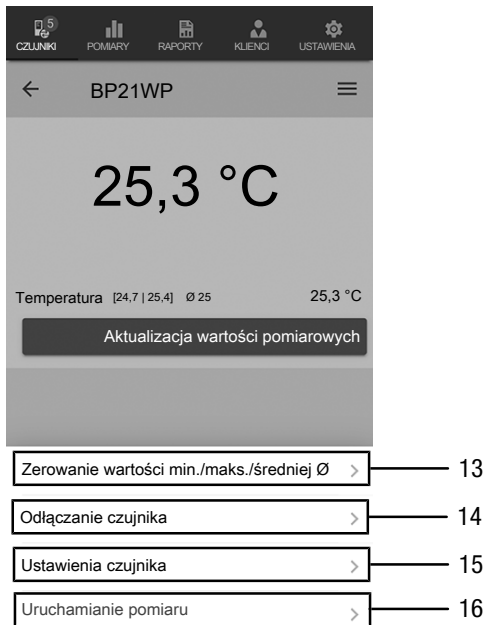 5
CZUJNIKI POMIARY RAPORTY KLIENCI USTAWIENIA
BP21WP
25,3 °C
Temperatura [24,7 | 25,4] Ø 25 25,3 °C
Aktualizacja wartości pomiarowych
Zerowanie wartości min./maks./średniej Ø 13
Odłączanie czujnika 14
Ustawienia czujnika 15
Uruchamianie pomiaru 16